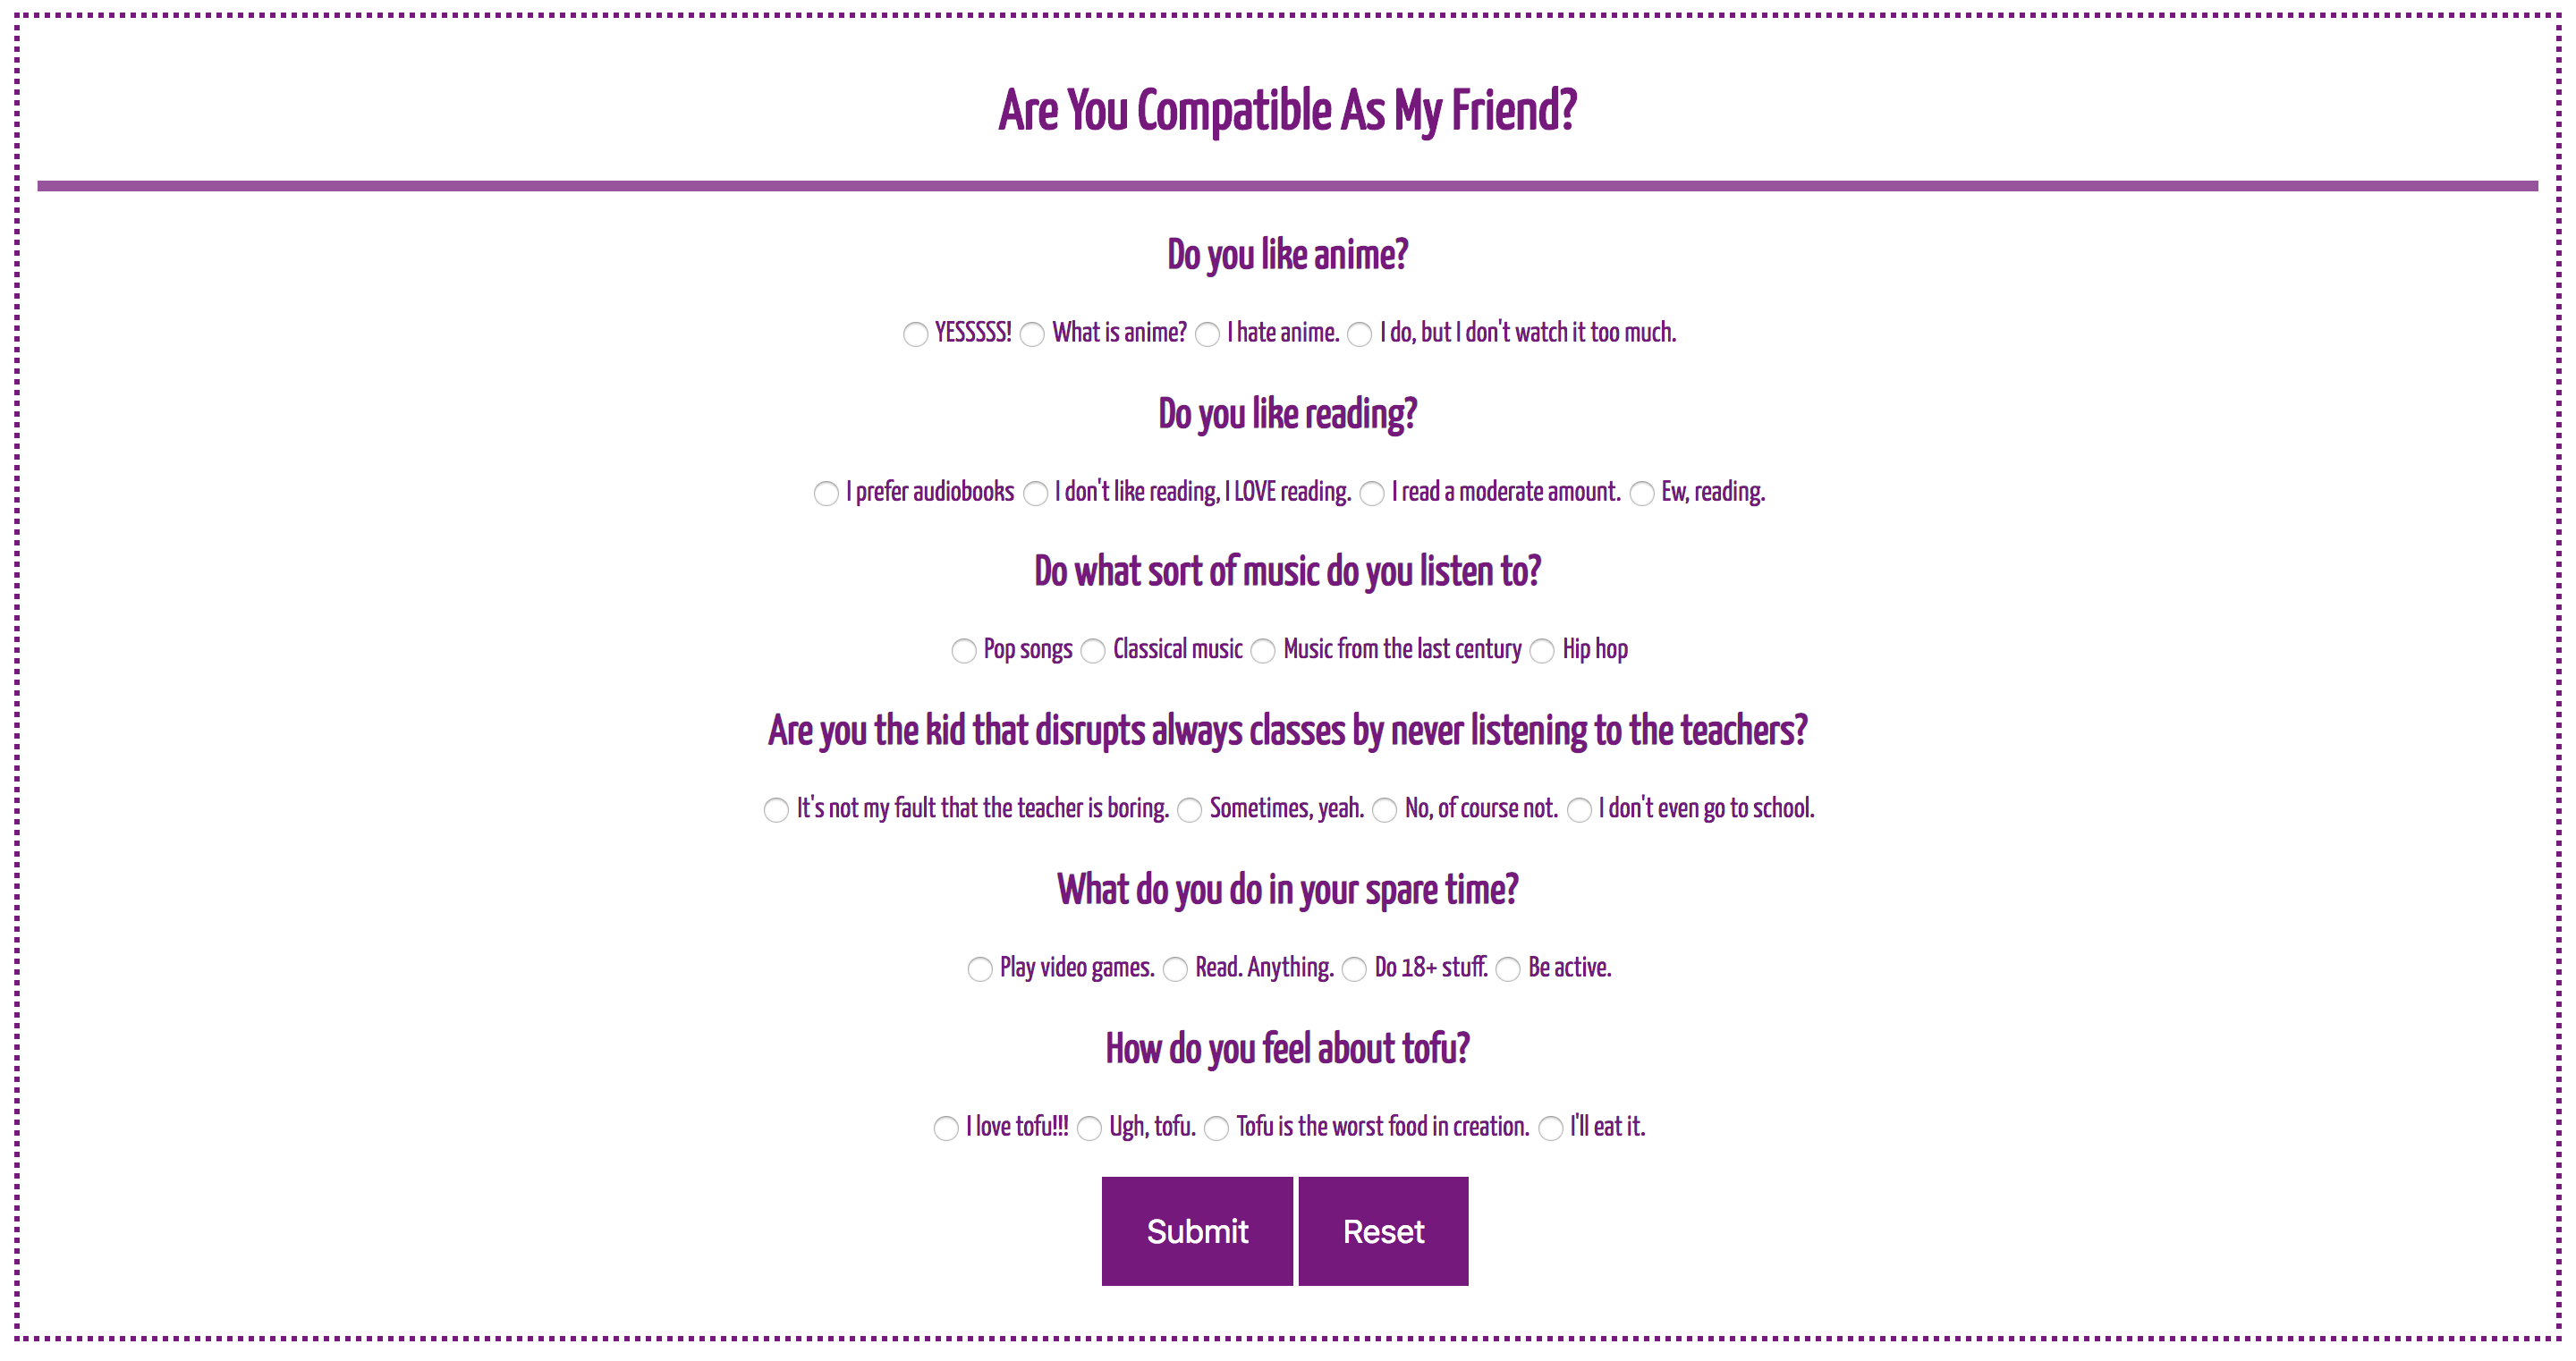 Are You Compatible As My Friend?
Do you like anime?
YESSSSS! What is anime? I hate anime. I do, but I don't watch it too much.
Do you like reading?
I prefer audiobooks I don't like reading, I LOVE reading. I read a moderate amount. Ew, reading.
Do what sort of music do you listen to?
Pop songs Classical music Music from the last century Hip hop
Are you the kid that disrupts always classes by never listening to the teachers?
It's not my fault that the teacher is boring. Sometimes, yeah. No, of course not. I don't even go to school.
What do you do in your spare time?
Play video games. Read. Anything. Do 18+ stuff. Be active.
How do you feel about tofu?
I love tofu!!! Ugh, tofu. Tofu is the worst food in creation. I'll eat it.
Submit Reset